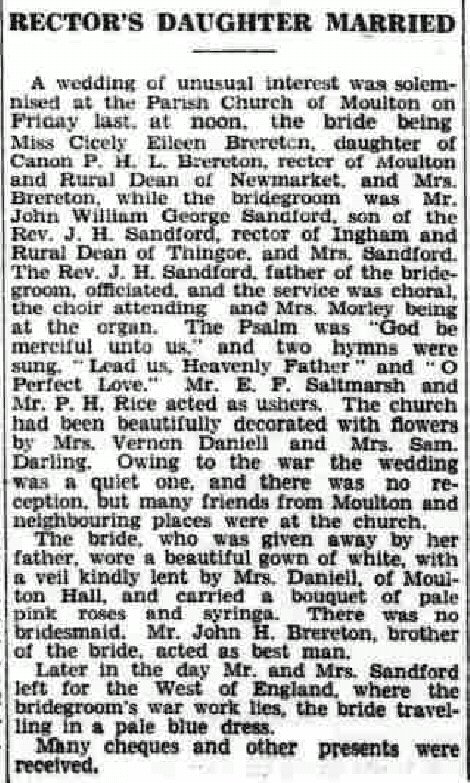 RECTOR'S DAUGHTER MARRIED
A wedding of unusual interest was solem-
nised at the Parish Church of Moulton on
Friday last, at noon, the bride being
Miss Cicely Eileen Brereton, daughter of
Canon P. H. L. Brereton, rector of Moulton
and Rural Dean of Newmarket, and Mrs.
Brereton, while the bridegroom was Mr.
John William George Sandford, son of the
Rev. J. H. Sandford, rector of Ingham and
Rural Dean of Thingoe, and Mrs. Sandford.
The Rev. J. H. Sandford, father of the bride-
groom, officiated, and the service was choral,
the choir attending and Mrs. Morley being
at the organ. The Psalm was "God be
merciful unto us," and two hymns were
sung, "Lead us, Heavenly Father" and "O
Perfect Love." Mr. E. F. Saltmarsh and
Mr. P. H. Rice acted as ushers. The church
had been beautifully decorated with flowers
by Mrs. Vernon Daniell and Mrs. Sam.
Darling. Owing to the war the wedding
was a quiet one, and there was no re-
ception, but many friends from Moulton and
neighbouring places were at the church.
The bride, who was given away by her
father, wore a beautiful gown of white, with
a veil kindly lent by Mrs. Daniell, of Moul-
ton Hall, and carried a bouquet of pale
pink roses and syringa. There was no
bridesmaid. Mr. John H. Brereton, brother
of the bride, acted as best man.
Later in the day Mr. and Mrs. Sandford
left for the West of England, where the
bridegroom's war work lies, the bride travel-
ling in a pale blue dress.
Many cheques and other presents were
received.